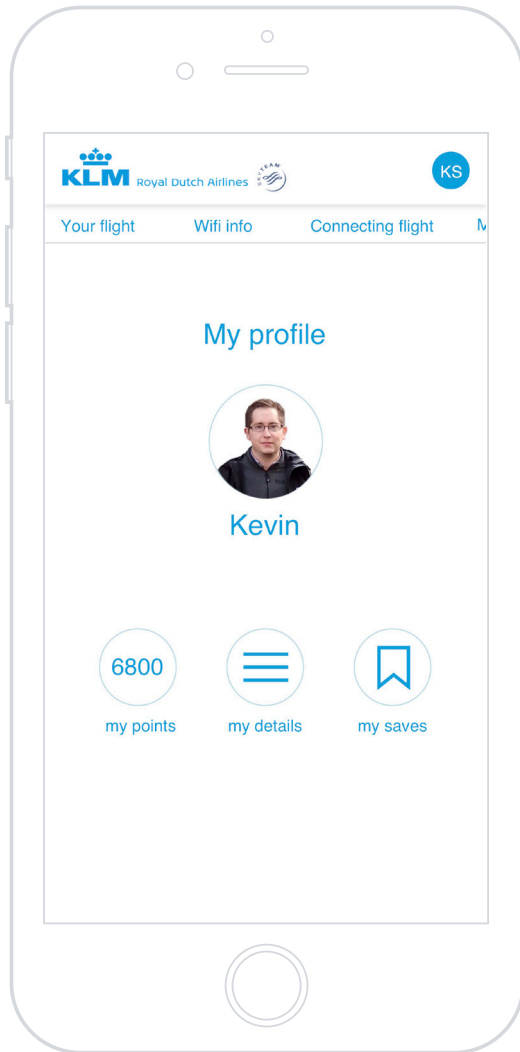 KLM Royal Dutch Airlines SKYTEAM
KS
Your flight Wifi info Connecting flight
My profile
Kevin
6800
my points my details my saves